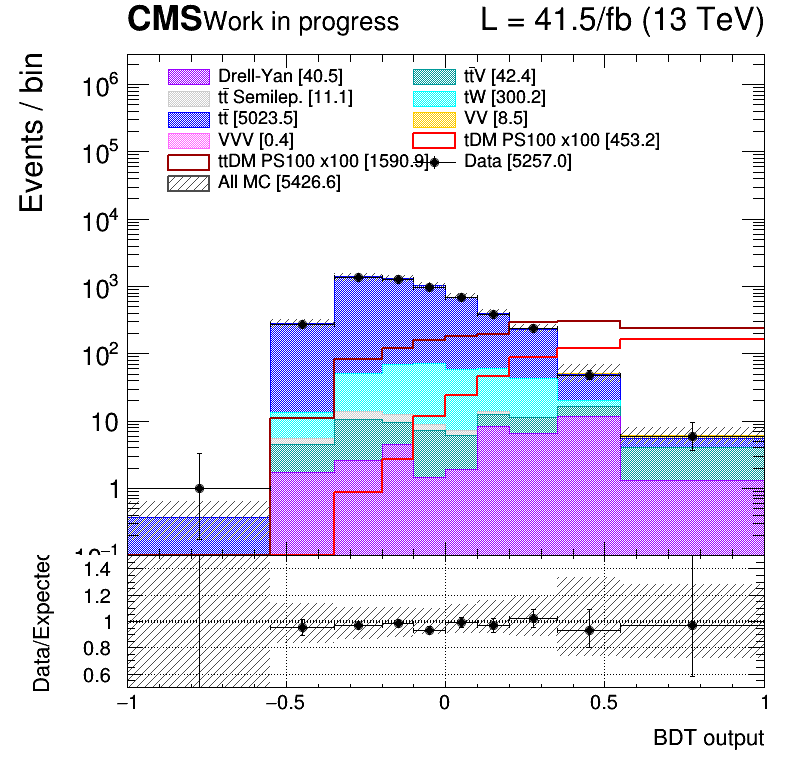 CMS Work in progress L = 41.5/fb (13 TeV)
Events / bin
10⁶
10⁵
10⁴
10³
10²
10
1
10⁻¹
Drell-Yan [40.5] tt̄V [42.4]
tt̄ Semilep. [11.1] tW [300.2]
tt̄ [5023.5] VV [8.5]
VVV [0.4] tDM PS100 x100 [453.2]
ttDM PS100 x100 [1590.9] Data [5257.0]
All MC [5426.6]
Data/Expected
1.4
1.2
1
0.8
0.6
−1 −0.5 0 0.5 1
BDT output